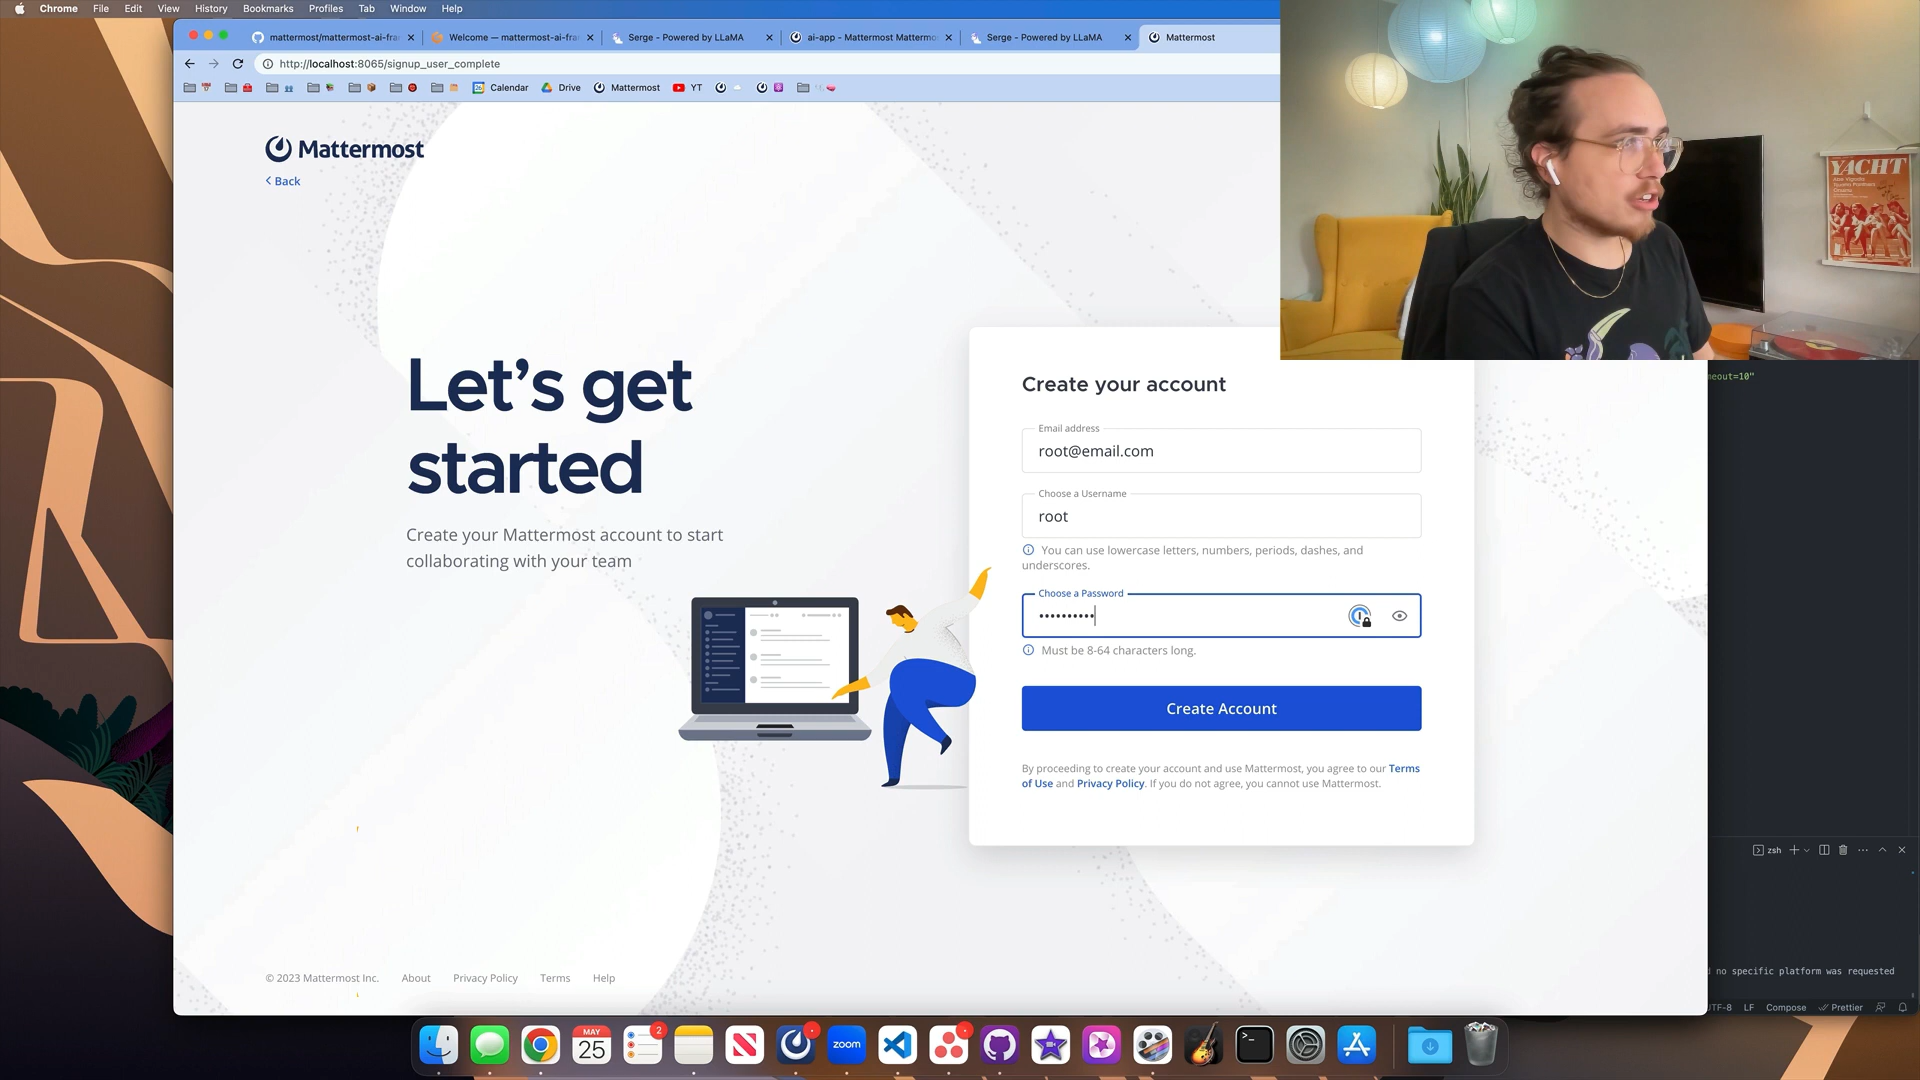 Chrome File Edit View History Bookmarks Profiles Tab Window Help
mattermost/mattermost-ai-fra
Welcome — mattermost-ai-fra
Serge - Powered by LLaMA
ai-app - Mattermost Mattermo
Serge - Powered by LLaMA
Mattermost
http://localhost:8065/signup_user_complete
Calendar Drive Mattermost YT
Mattermost
Back
Let's get
started
Create your Mattermost account to start
collaborating with your team
Create your account
Email address
root@email.com
Choose a Username
root
You can use lowercase letters, numbers, periods, dashes, and
underscores.
Choose a Password
••••••••••
Must be 8-64 characters long.
Create Account
By proceeding to create your account and use Mattermost, you agree to our Terms
of Use and Privacy Policy. If you do not agree, you cannot use Mattermost.
© 2023 Mattermost Inc. About Privacy Policy Terms Help
YACHT
meout=10"
zsh
d no specific platform was requested
UTF-8 LF Compose Prettier
MAY
25
2
zoom